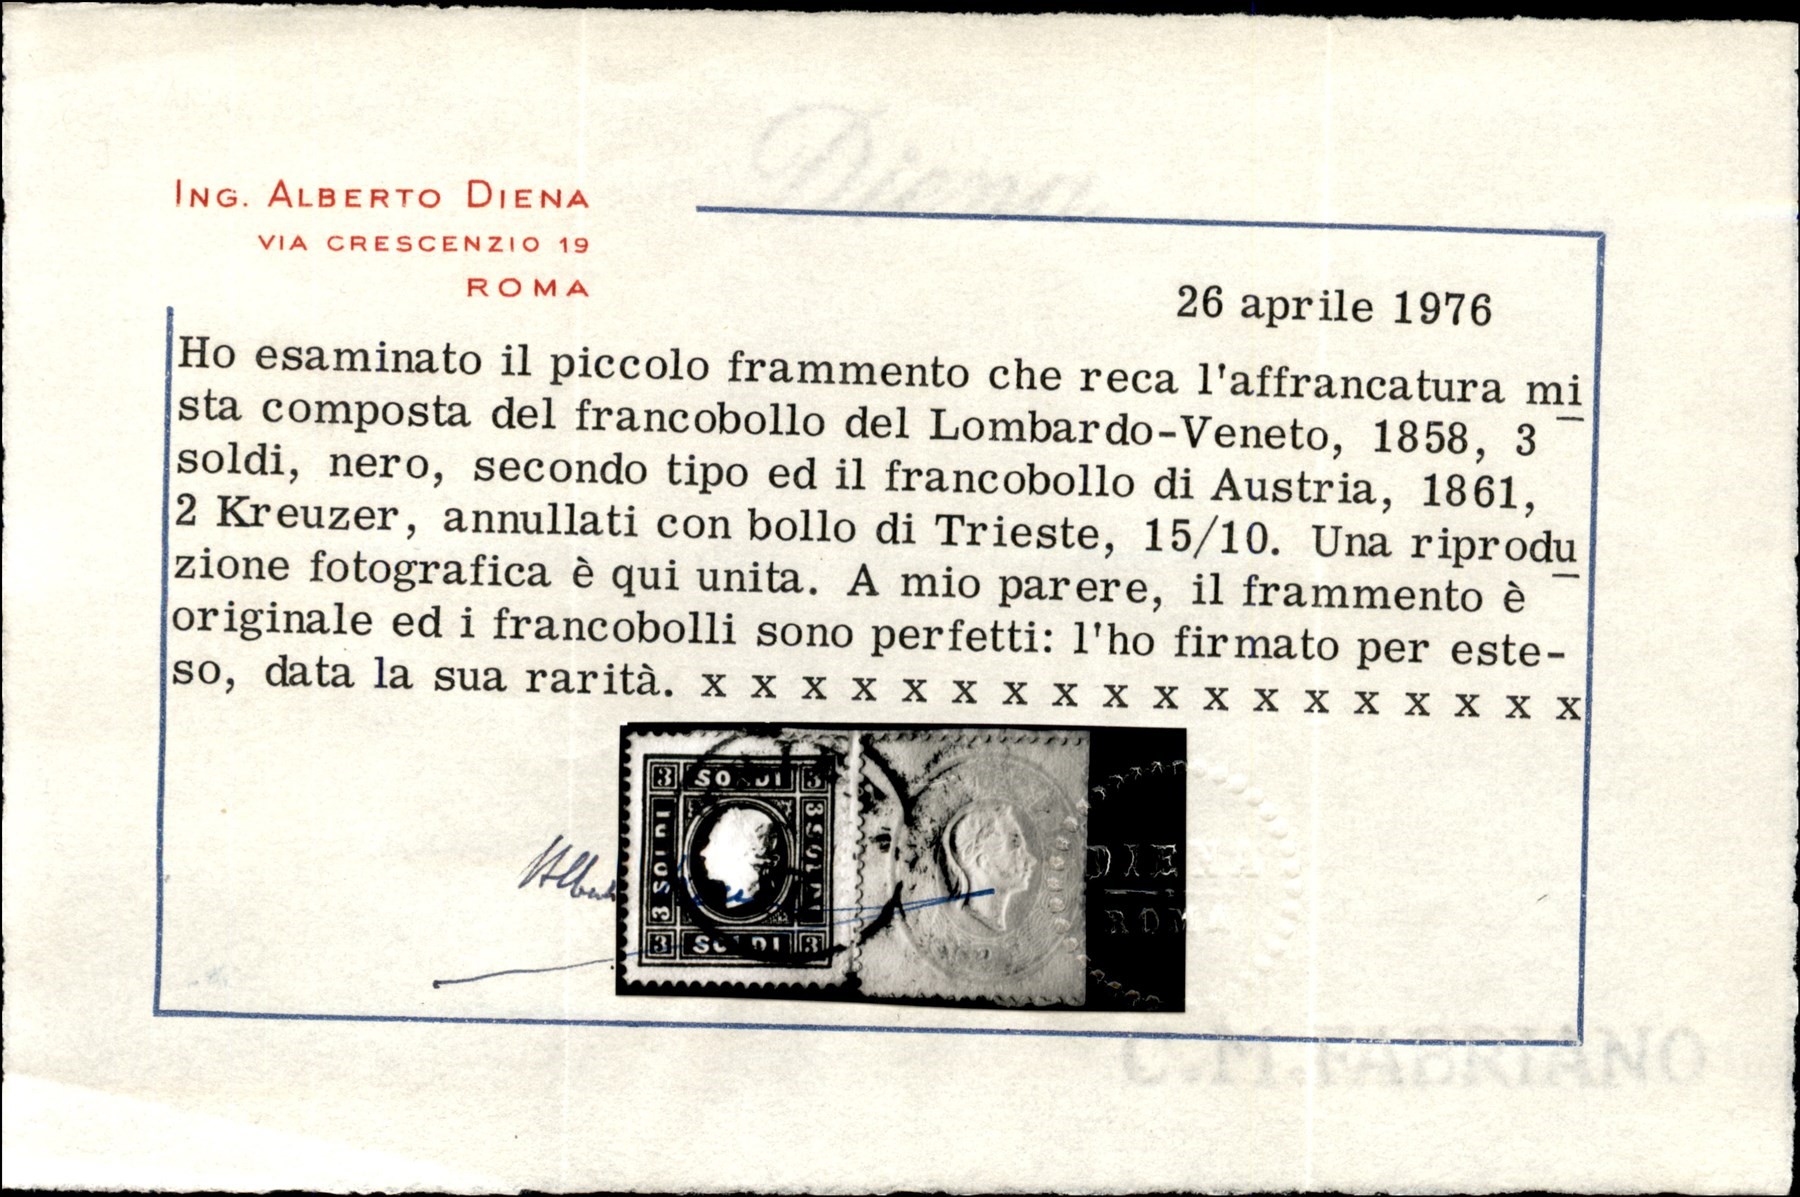 Diena
ING. ALBERTO DIENA
VIA CRESCENZIO 19
ROMA
26 aprile 1976
Ho esaminato il piccolo frammento che reca l'affrancatura mi
sta composta del francobollo del Lombardo-Veneto, 1858, 3
soldi, nero, secondo tipo ed il francobollo di Austria, 1861,
2 Kreuzer, annullati con bollo di Trieste, 15/10. Una riprodu
zione fotografica è qui unita. A mio parere, il frammento è
originale ed i francobolli sono perfetti: l'ho firmato per este-
so, data la sua rarità. x x x x x x x x x x x x x x x x x x
3 SOLDI 3
3 SOLDI
3 SOLDI
3 SOLDI 3
DIENA
ROMA
C.M.FABRIANO